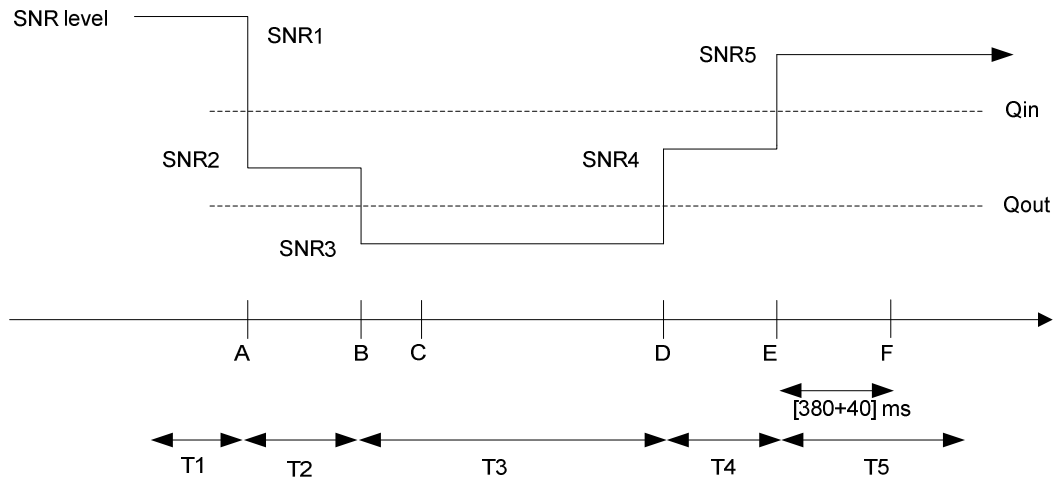 SNR level
SNR1
SNR5
Qin
SNR2
SNR4
Qout
SNR3
A B C D E F
[380+40] ms
T1 T2 T3 T4 T5